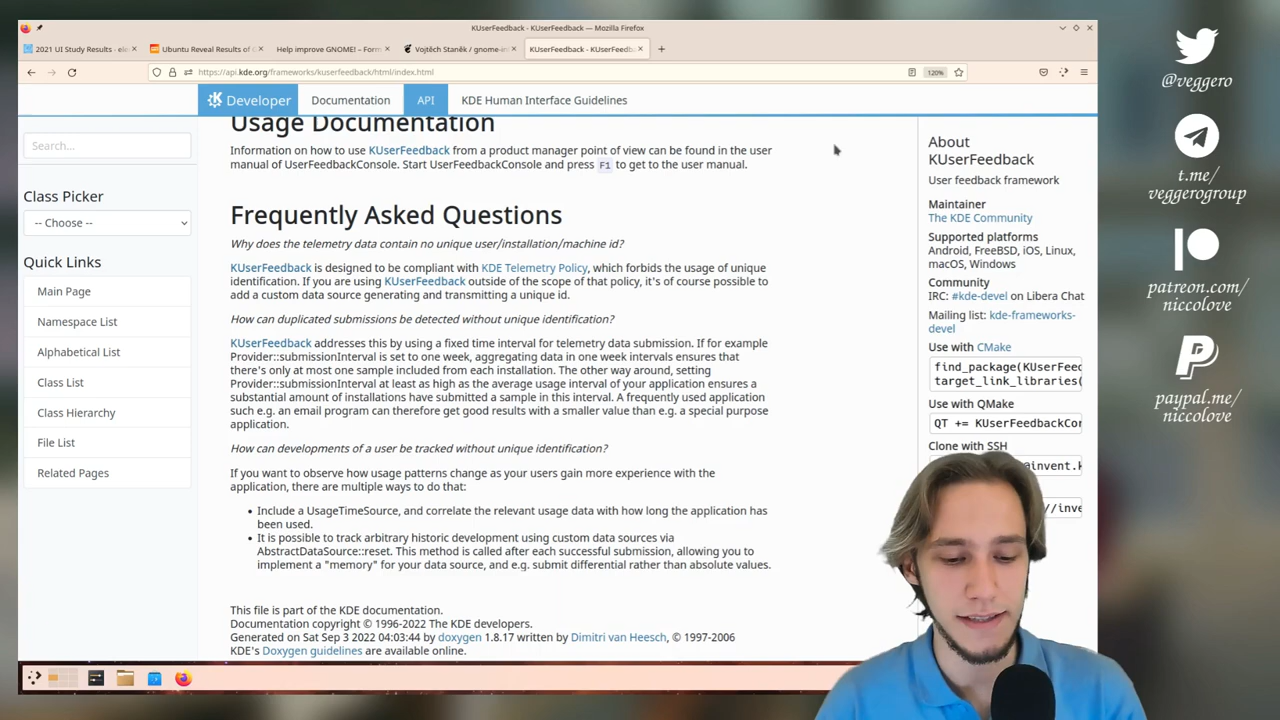 KUserFeedback - KUserFeedback — Mozilla Firefox
2021 UI Study Results - ele
Ubuntu Reveal Results of G
Help improve GNOME! – Form
Vojtěch Staněk / gnome-in
KUserFeedback - KUserFeedb
https://api.kde.org/frameworks/kuserfeedback/html/index.html
120%
Developer
Documentation
API
KDE Human Interface Guidelines
Search...
Class Picker
-- Choose --
Quick Links
Main Page
Namespace List
Alphabetical List
Class List
Class Hierarchy
File List
Related Pages
Usage Documentation
Information on how to use KUserFeedback from a product manager point of view can be found in the user
manual of UserFeedbackConsole. Start UserFeedbackConsole and press F1 to get to the user manual.
Frequently Asked Questions
Why does the telemetry data contain no unique user/installation/machine id?
KUserFeedback is designed to be compliant with KDE Telemetry Policy, which forbids the usage of unique
identification. If you are using KUserFeedback outside of the scope of that policy, it's of course possible to
add a custom data source generating and transmitting a unique id.
How can duplicated submissions be detected without unique identification?
KUserFeedback addresses this by using a fixed time interval for telemetry data submission. If for example
Provider::submissionInterval is set to one week, aggregating data in one week intervals ensures that
there's only at most one sample included from each installation. The other way around, setting
Provider::submissionInterval at least as high as the average usage interval of your application ensures a
substantial amount of installations have submitted a sample in this interval. A frequently used application
such e.g. an email program can therefore get good results with a smaller value than e.g. a special purpose
application.
How can developments of a user be tracked without unique identification?
If you want to observe how usage patterns change as your users gain more experience with the
application, there are multiple ways to do that:
• Include a UsageTimeSource, and correlate the relevant usage data with how long the application has
been used.
• It is possible to track arbitrary historic development using custom data sources via
AbstractDataSource::reset. This method is called after each successful submission, allowing you to
implement a "memory" for your data source, and e.g. submit differential rather than absolute values.
This file is part of the KDE documentation.
Documentation copyright © 1996-2022 The KDE developers.
Generated on Sat Sep 3 2022 04:03:44 by doxygen 1.8.17 written by Dimitri van Heesch, © 1997-2006
KDE's Doxygen guidelines are available online.
About
KUserFeedback
User feedback framework
Maintainer
The KDE Community
Supported platforms
Android, FreeBSD, iOS, Linux,
macOS, Windows
Community
IRC: #kde-devel on Libera Chat
Mailing list: kde-frameworks-
devel
Use with CMake
find_package(KUserFeed
target_link_libraries(
Use with QMake
QT += KUserFeedbackCor
Clone with SSH
@invent.k
//inve
@veggero
t.me/
veggerogroup
patreon.com/
niccolove
paypal.me/
niccolove